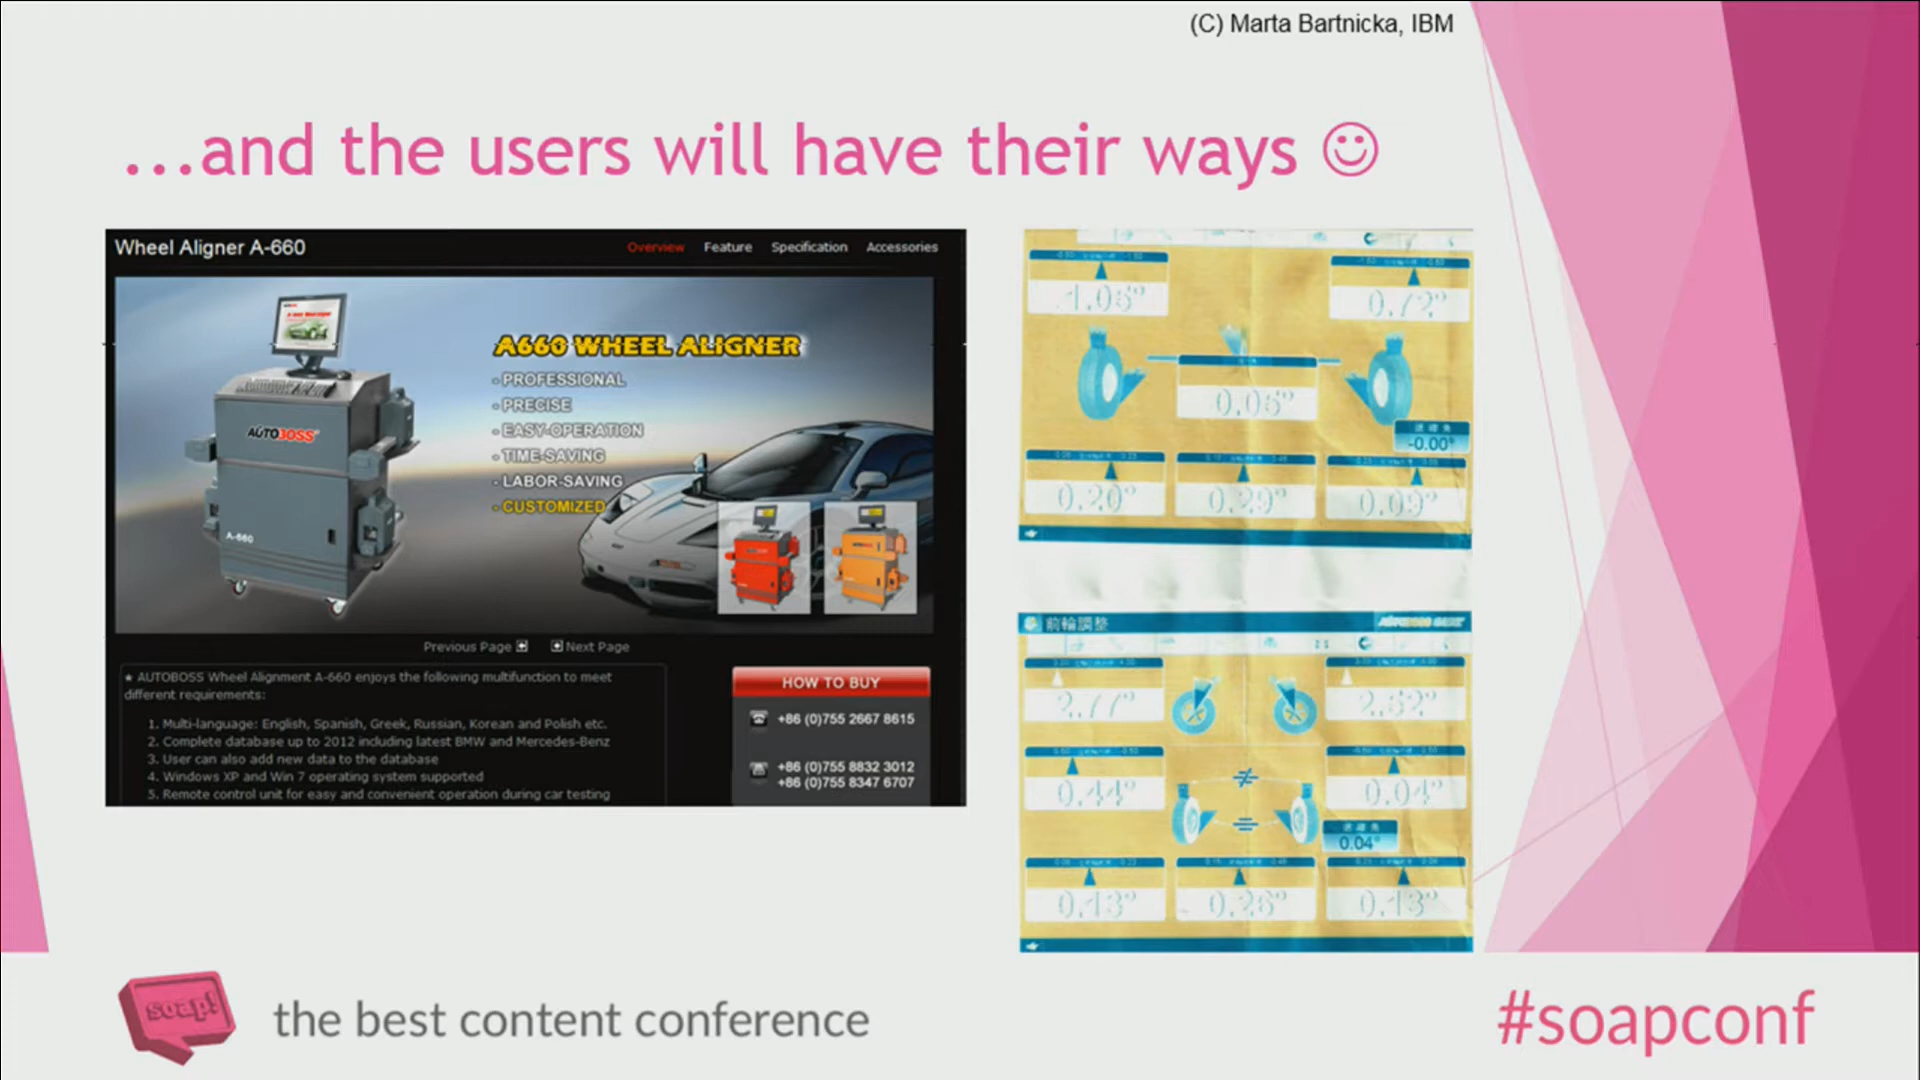 (C) Marta Bartnicka, IBM
...and the users will have their ways ☺
Wheel Aligner A-660
Overview Feature Specification Accessories
A660 WHEEL ALIGNER
- PROFESSIONAL
- PRECISE
- EASY-OPERATION
- TIME-SAVING
- LABOR-SAVING
- CUSTOMIZED
AUTOBOSS
A-660
Previous Page Next Page
★ AUTOBOSS Wheel Alignment A-660 enjoys the following multifunction to meet
different requirements:
1. Multi-language: English, Spanish, Greek, Russian, Korean and Polish etc.
2. Complete database up to 2012 including latest BMW and Mercedes-Benz
3. User can also add new data to the database
4. Windows XP and Win 7 operating system supported
5. Remote control unit for easy and convenient operation during car testing
HOW TO BUY
+86 (0)755 2667 8615
+86 (0)755 8832 3012
+86 (0)755 8347 6707
0.72°
0.06°
-0.00°
0.20° 0.29° 0.09°
前輪調整
2.77° 2.62°
0.44° 0.04°
0.04°
0.13° 0.26° 0.13°
soap!
the best content conference
#soapconf